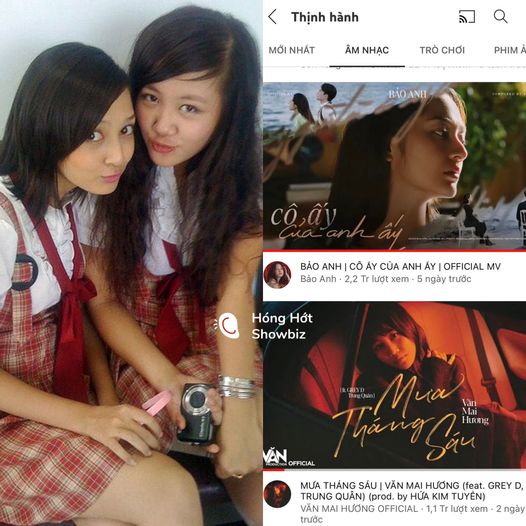 Thịnh hành
MỚI NHẤT
ÂM NHẠC
TRÒ CHƠI
PHIM Ả
BẢO ANH
cô ấy
của anh ấy
BẢO ANH | CÔ ẤY CỦA ANH ẤY | OFFICIAL MV
Bảo Anh · 2,2 Tr lượt xem · 5 ngày trước
Hóng Hớt
Showbiz
(ft. GREY D
Trung Quân)
Mưa
Tháng Sáu
Văn
Mai
Hương
VĂN
PRODUCTION
OFFICIAL
MƯA THÁNG SÁU | VĂN MAI HƯƠNG (feat. GREY D,
TRUNG QUÂN) (prod. by HỨA KIM TUYỀN)
VĂN MAI HƯƠNG OFFICIAL · 1,1 Tr lượt xem · 2 ngày
trước